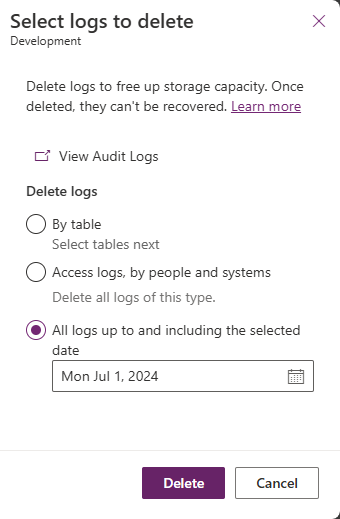 Select logs to delete
Development
Delete logs to free up storage capacity. Once
deleted, they can't be recovered. Learn more
View Audit Logs
Delete logs
By table
Select tables next
Access logs, by people and systems
Delete all logs of this type.
All logs up to and including the selected
date
Mon Jul 1, 2024
Delete
Cancel